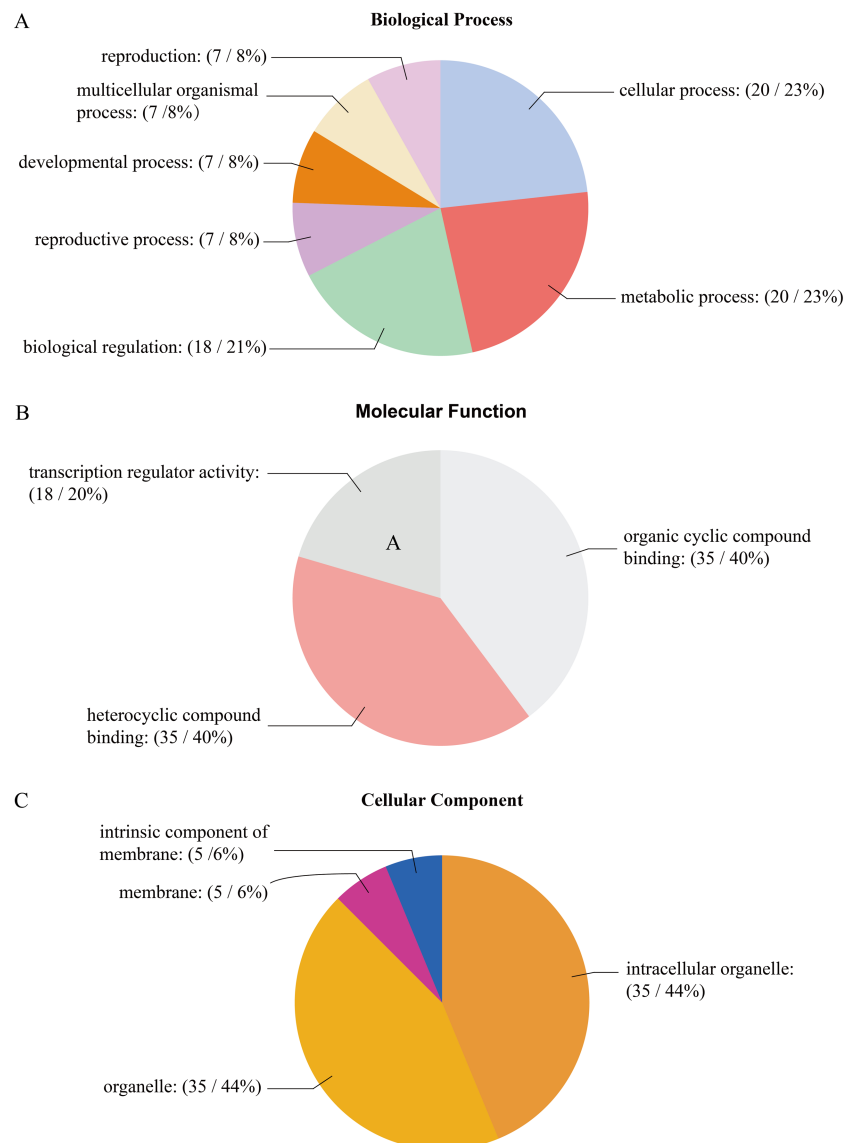 A
Biological Process
reproduction: (7 / 8%)
multicellular organismal
process: (7 /8%)
cellular process: (20 / 23%)
developmental process: (7 / 8%)
reproductive process: (7 / 8%)
metabolic process: (20 / 23%)
biological regulation: (18 / 21%)
B
Molecular Function
transcription regulator activity:
(18 / 20%)
A
organic cyclic compound
binding: (35 / 40%)
heterocyclic compound
binding: (35 / 40%)
C
Cellular Component
intrinsic component of
membrane: (5 /6%)
membrane: (5 / 6%)
intracellular organelle:
(35 / 44%)
organelle: (35 / 44%)